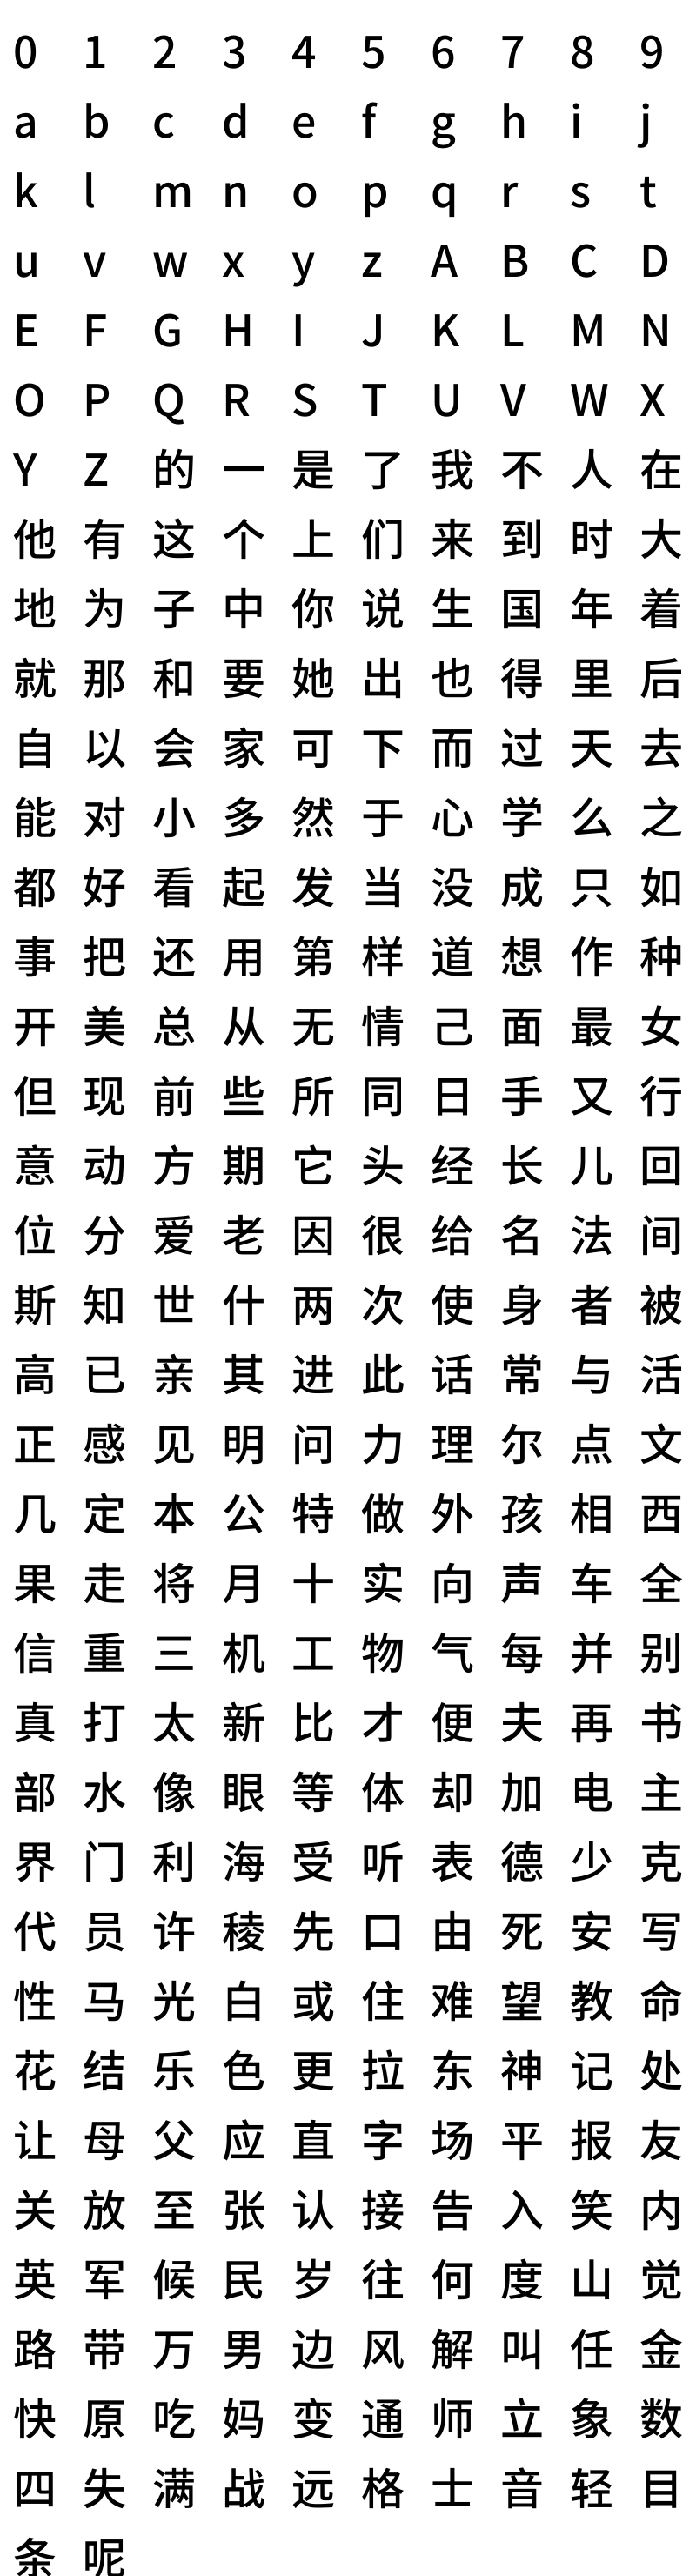 0 1 2 3 4 5 6 7 8 9
a b c d e f g h i j
k l m n o p q r s t
u v w x y z A B C D
E F G H I J K L M N
O P Q R S T U V W X
Y Z 的 一 是 了 我 不 人 在
他 有 这 个 上 们 来 到 时 大
地 为 子 中 你 说 生 国 年 着
就 那 和 要 她 出 也 得 里 后
自 以 会 家 可 下 而 过 天 去
能 对 小 多 然 于 心 学 么 之
都 好 看 起 发 当 没 成 只 如
事 把 还 用 第 样 道 想 作 种
开 美 总 从 无 情 己 面 最 女
但 现 前 些 所 同 日 手 又 行
意 动 方 期 它 头 经 长 儿 回
位 分 爱 老 因 很 给 名 法 间
斯 知 世 什 两 次 使 身 者 被
高 已 亲 其 进 此 话 常 与 活
正 感 见 明 问 力 理 尔 点 文
几 定 本 公 特 做 外 孩 相 西
果 走 将 月 十 实 向 声 车 全
信 重 三 机 工 物 气 每 并 别
真 打 太 新 比 才 便 夫 再 书
部 水 像 眼 等 体 却 加 电 主
界 门 利 海 受 听 表 德 少 克
代 员 许 稜 先 口 由 死 安 写
性 马 光 白 或 住 难 望 教 命
花 结 乐 色 更 拉 东 神 记 处
让 母 父 应 直 字 场 平 报 友
关 放 至 张 认 接 告 入 笑 内
英 军 候 民 岁 往 何 度 山 觉
路 带 万 男 边 风 解 叫 任 金
快 原 吃 妈 变 通 师 立 象 数
四 失 满 战 远 格 士 音 轻 目
条 呢